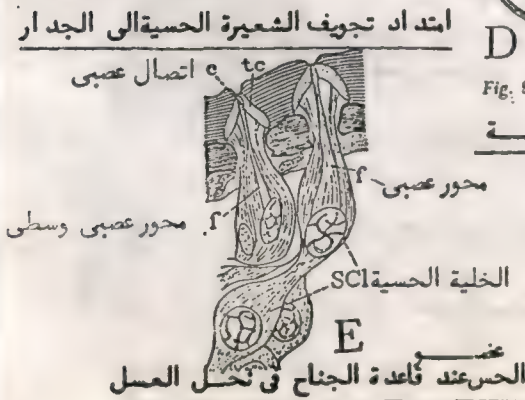 امتداد تجويف الشعيرة الحسية الى الجدار
D
Fig.
اتصال عصبى
e tc
f محور عصبى
f محور عصبى وسطى
SCl الخلية الحسية
E
عضو
الحس عند قاعدة الجناح فى نحل العسل